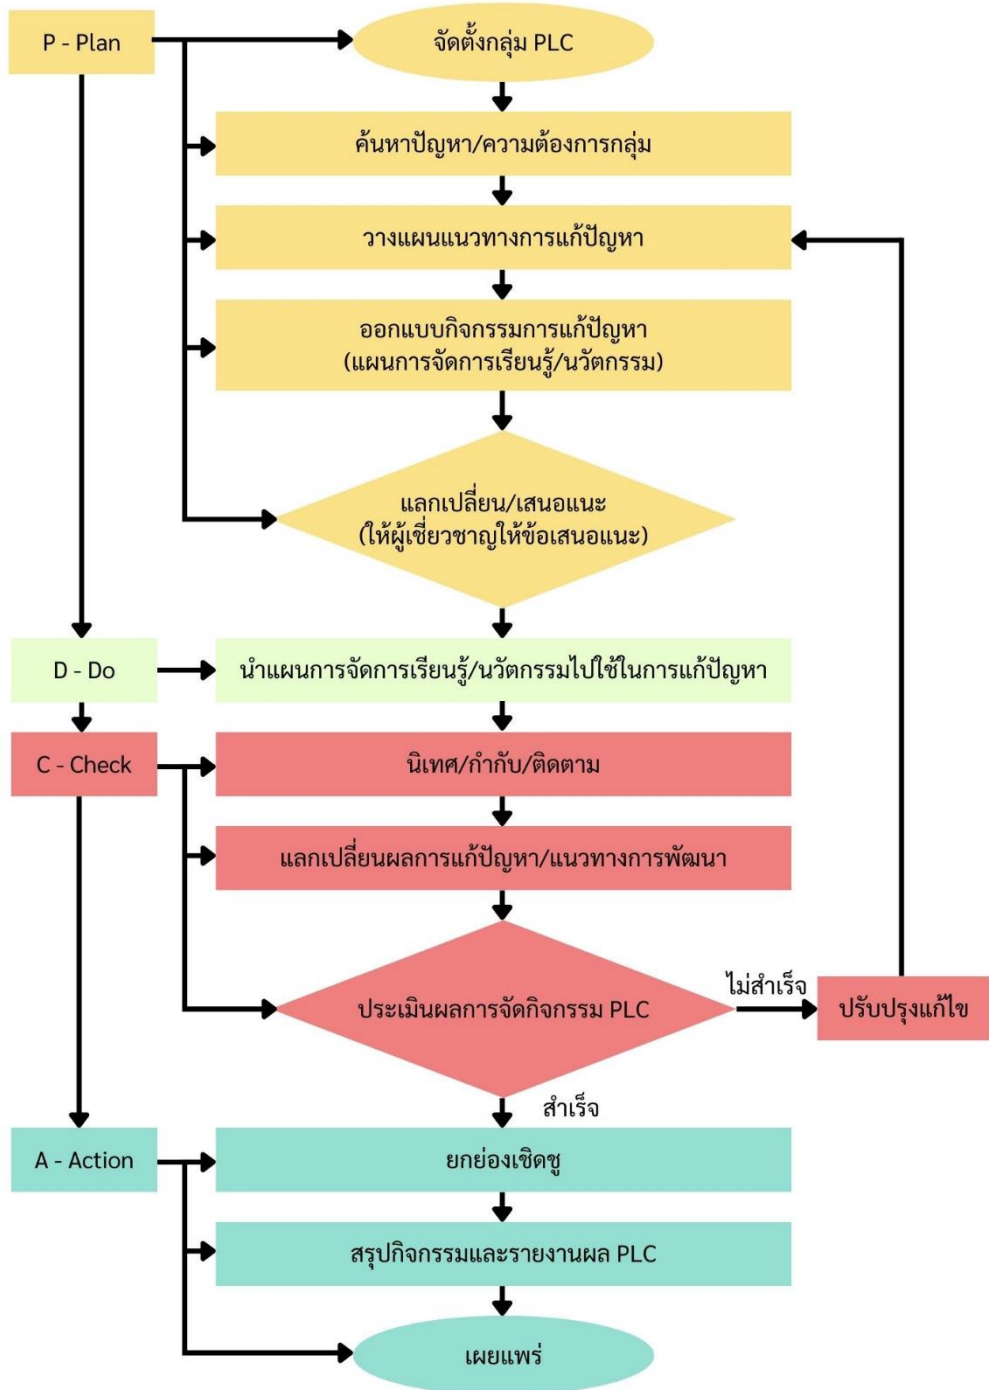 P - Plan
จัดตั้งกลุ่ม PLC
ค้นหาปัญหา/ความต้องการกลุ่ม
วางแผนแนวทางการแก้ปัญหา
ออกแบบกิจกรรมการแก้ปัญหา
(แผนการจัดการเรียนรู้/นวัตกรรม)
แลกเปลี่ยน/เสนอแนะ
(ให้ผู้เชี่ยวชาญให้ข้อเสนอแนะ)
D - Do
นำแผนการจัดการเรียนรู้/นวัตกรรมไปใช้ในการแก้ปัญหา
C - Check
นิเทศ/กำกับ/ติดตาม
แลกเปลี่ยนผลการแก้ปัญหา/แนวทางการพัฒนา
ประเมินผลการจัดกิจกรรม PLC
ไม่สำเร็จ
ปรับปรุงแก้ไข
สำเร็จ
A - Action
ยกย่องเชิดชู
สรุปกิจกรรมและรายงานผล PLC
เผยแพร่